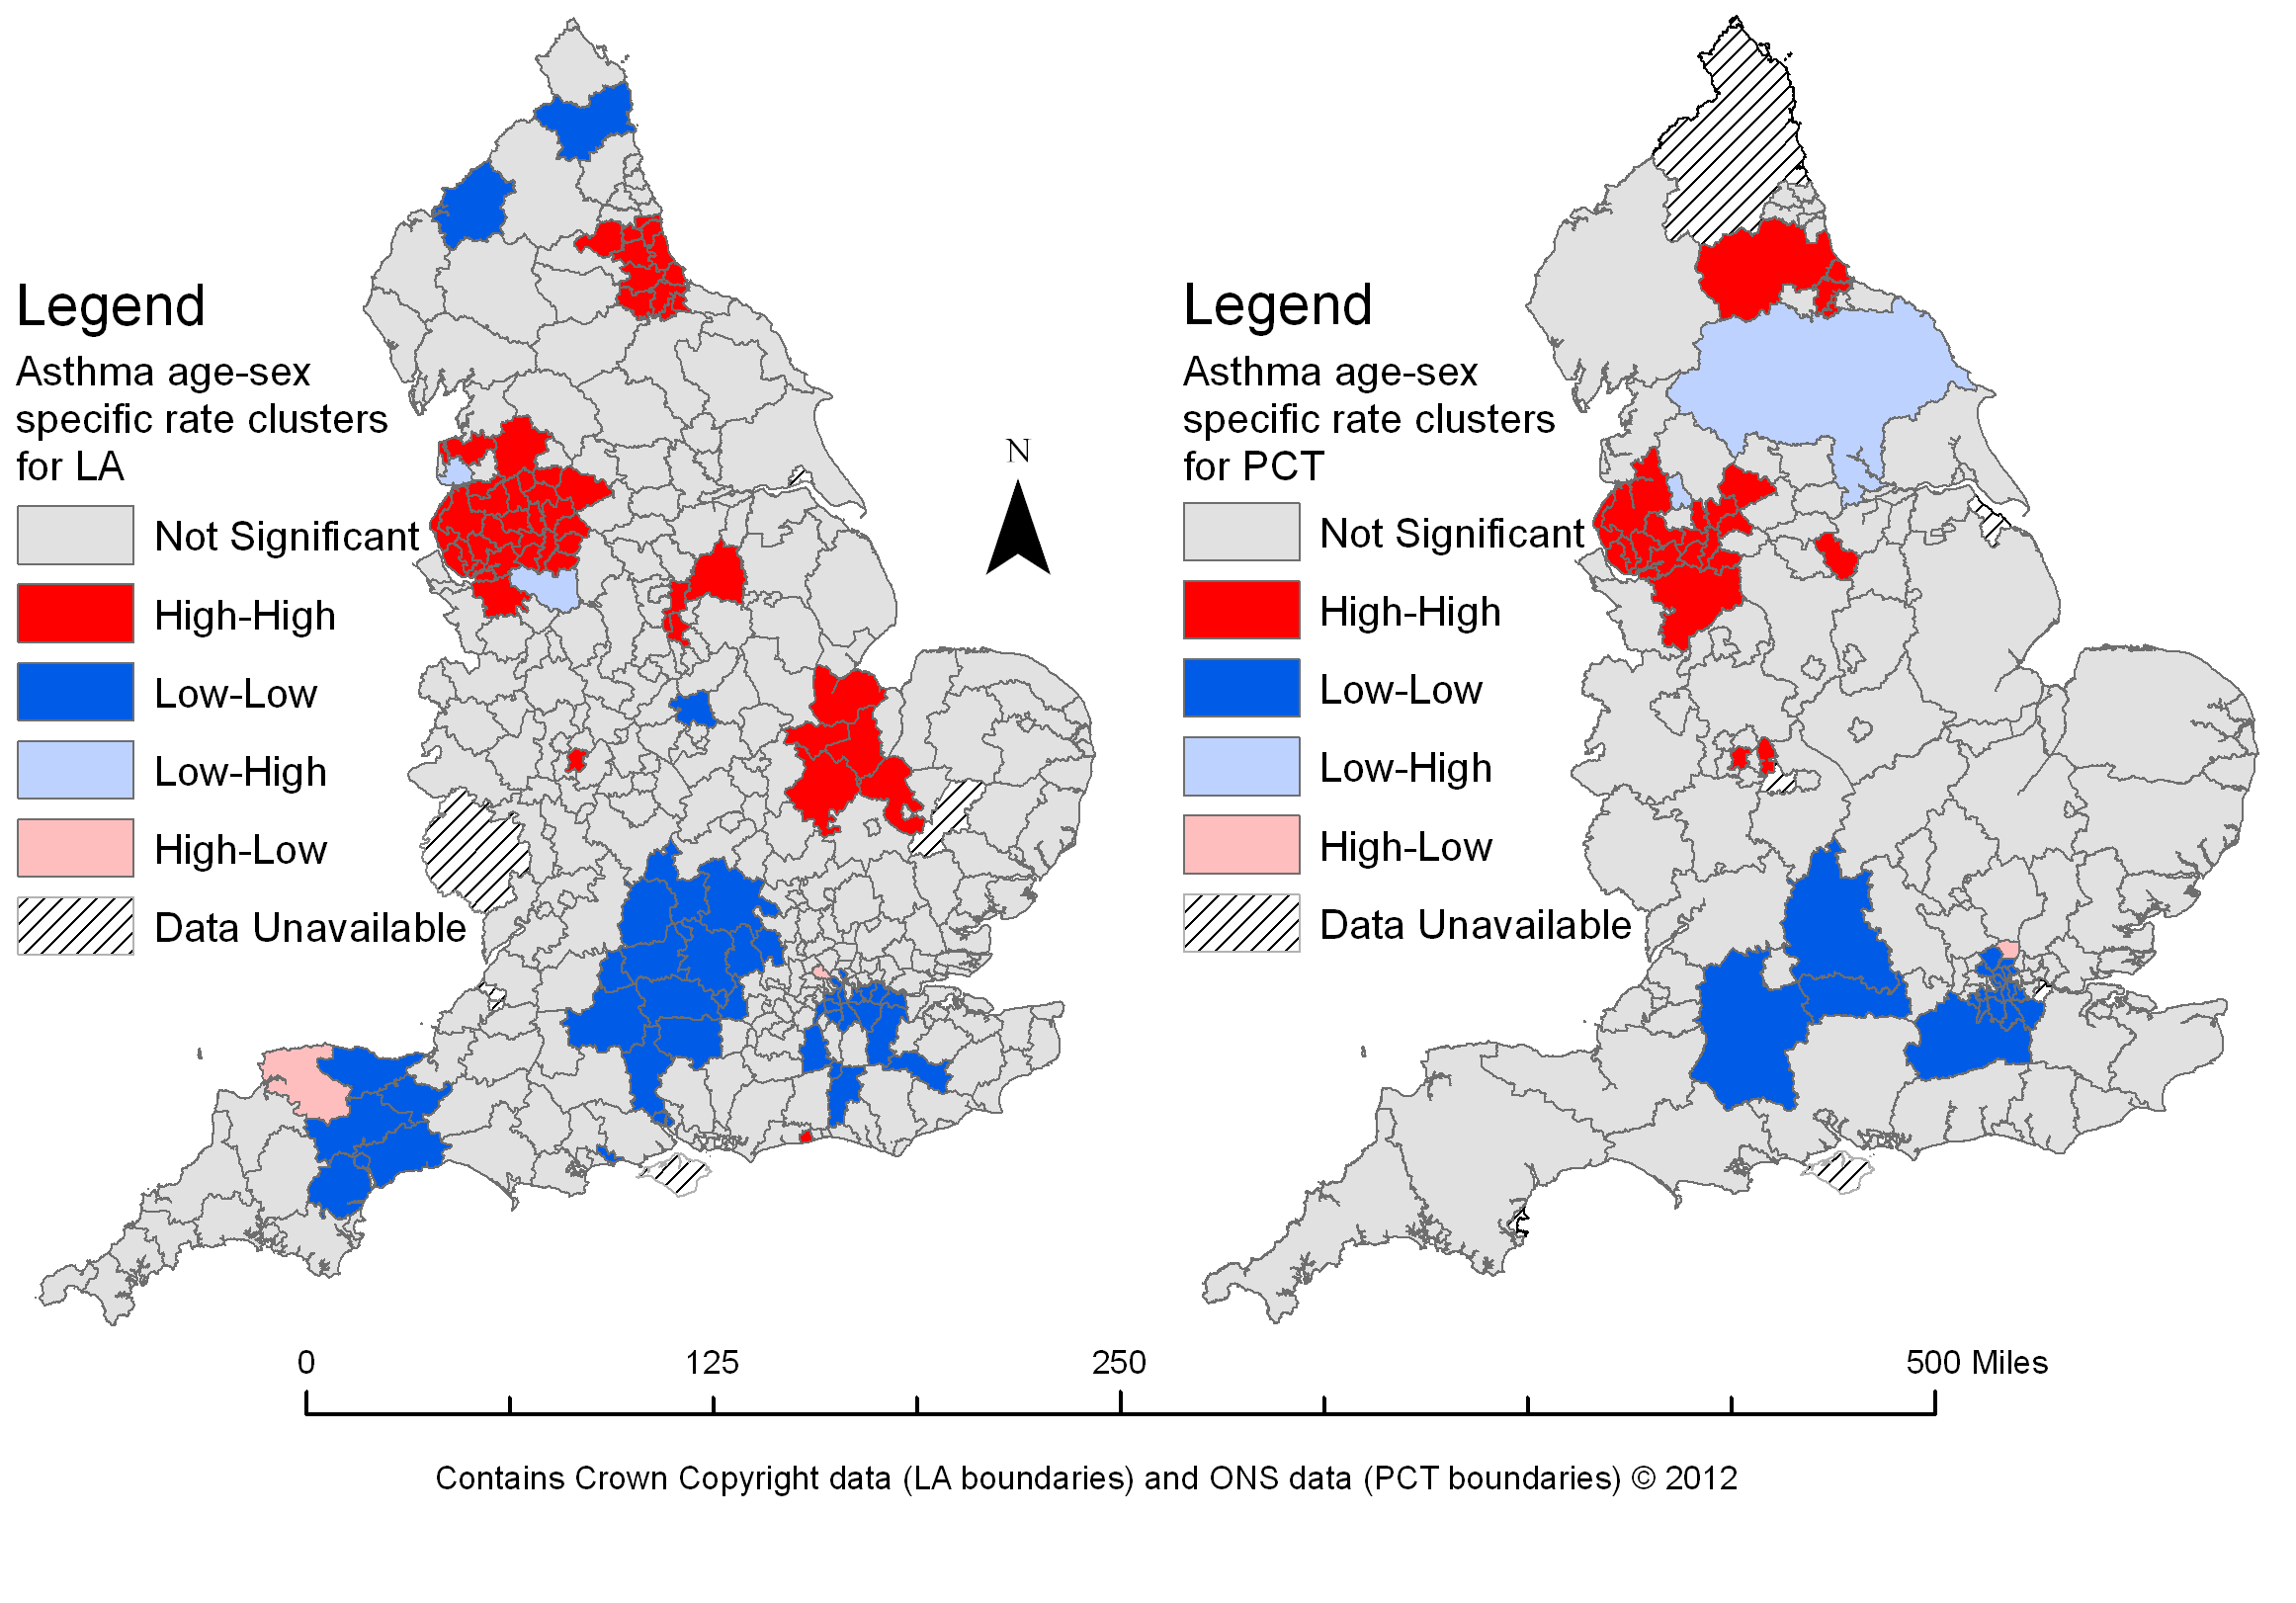 Legend
Asthma age-sex
specific rate clusters
for LA
Not Significant
High-High
Low-Low
Low-High
High-Low
Data Unavailable
N
Legend
Asthma age-sex
specific rate clusters
for PCT
Not Significant
High-High
Low-Low
Low-High
High-Low
Data Unavailable
0 125 250 500 Miles
Contains Crown Copyright data (LA boundaries) and ONS data (PCT boundaries) © 2012